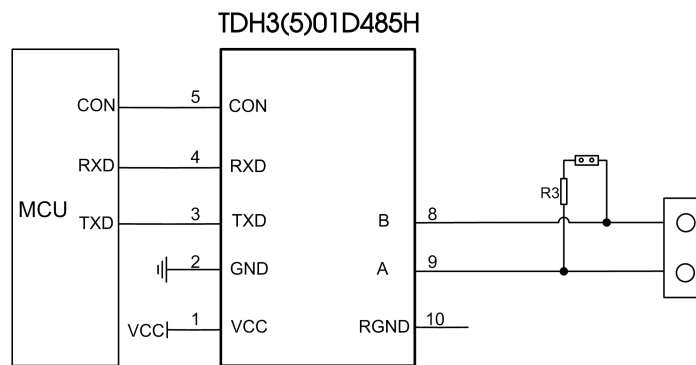 TDH3(5)01D485H
CON 5 CON
RXD 4 RXD
R3
MCU
TXD 3 TXD B 8
2 GND A 9
VCC 1 VCC RGND 10